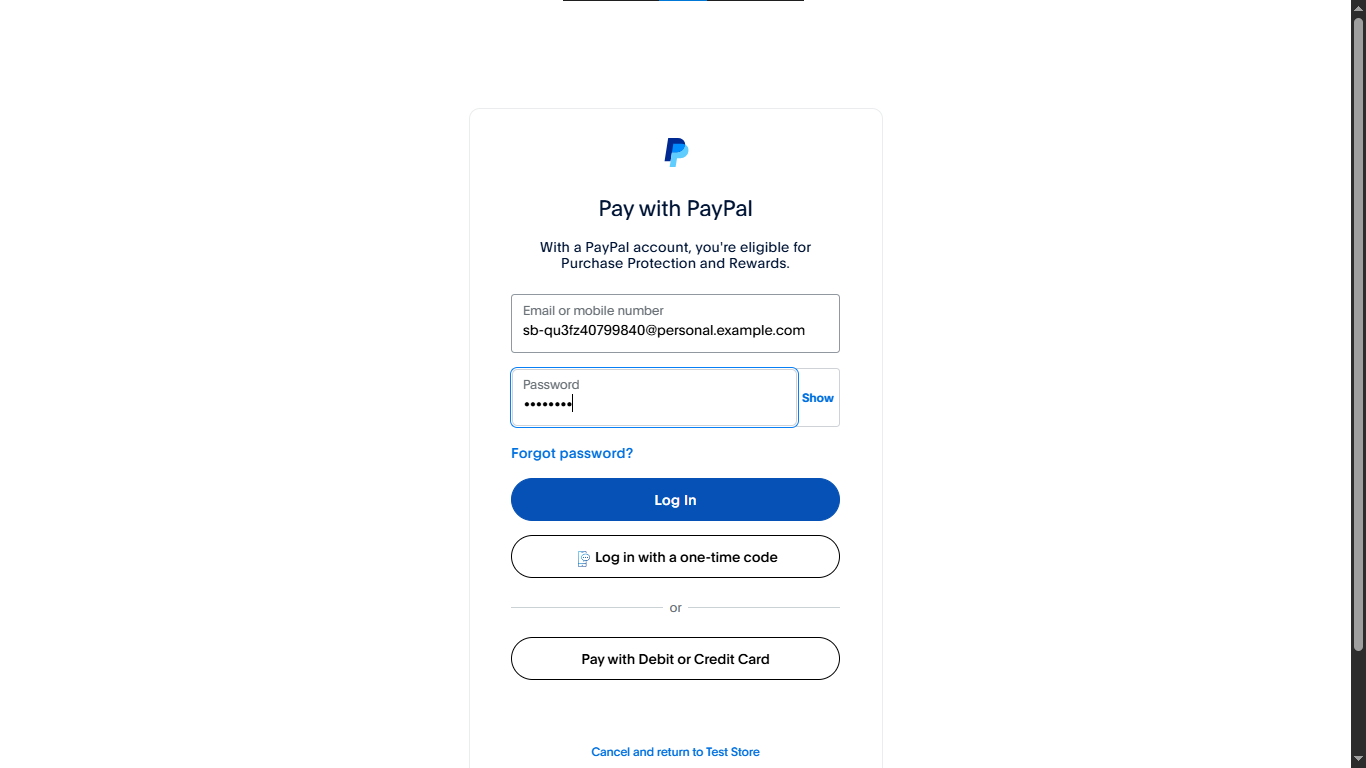 Pay with PayPal
With a PayPal account, you're eligible for
Purchase Protection and Rewards.
Email or mobile number
sb-qu3fz40799840@personal.example.com
Password
••••••••
Show
Forgot password?
Log In
Log in with a one-time code
or
Pay with Debit or Credit Card
Cancel and return to Test Store